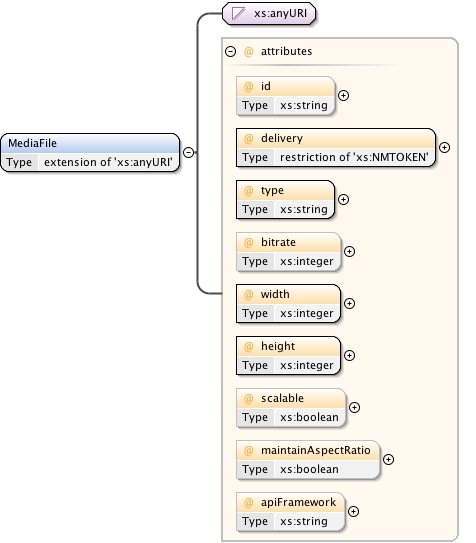 xs:anyURI
@ attributes
@ id
Type xs:string
MediaFile
Type extension of 'xs:anyURI'
@ delivery
Type restriction of 'xs:NMTOKEN'
@ type
Type xs:string
@ bitrate
Type xs:integer
@ width
Type xs:integer
@ height
Type xs:integer
@ scalable
Type xs:boolean
@ maintainAspectRatio
Type xs:boolean
@ apiFramework
Type xs:string